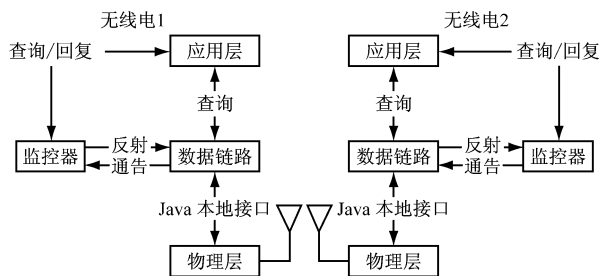 无线电1
无线电2
查询/回复
应用层
应用层
查询/回复
查询
查询
监控器
反射
通告
数据链路
数据链路
反射
通告
监控器
Java 本地接口
Java 本地接口
物理层
物理层